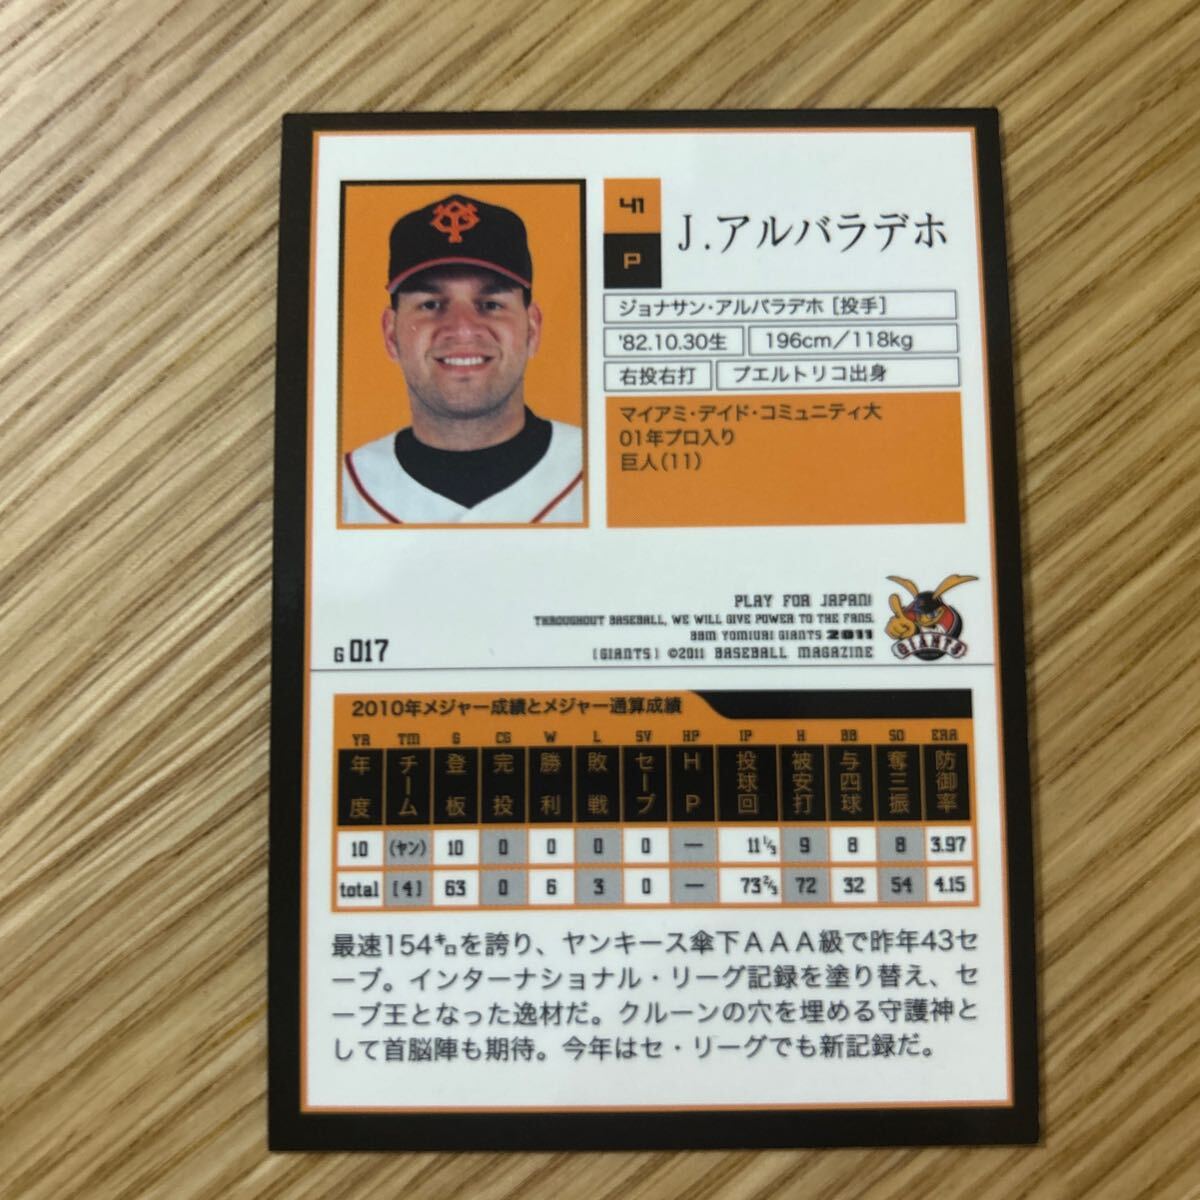 41
P
J.アルバラデホ
ジョナサン・アルバラデホ［投手］
'82.10.30生
196cm／118kg
右投右打
プエルトリコ出身
マイアミ・デイド・コミュニティ大
01年プロ入り
巨人(11)
PLAY FOR JAPAN!
THROUGHOUT BASEBALL, WE WILL GIVE POWER TO THE FANS.
BBM YOMIURI GIANTS 2011
(GIANTS) ©2011 BASEBALL MAGAZINE
GIANTS
G 017
2010年メジャー成績とメジャー通算成績
YR TM G CG W L SV HP IP H BB SO ERA
年度 チーム 登板 完投 勝利 敗戦 セーブ HP 投球回 被安打 与四球 奪三振 防御率
10 (ヤン) 10 0 0 0 0 — 11 1/3 9 8 8 3.97
total [4] 63 0 6 3 0 — 73 2/3 72 32 54 4.15
最速154㌔を誇り、ヤンキース傘下ＡＡＡ級で昨年43セ
ーブ。インターナショナル・リーグ記録を塗り替え、セ
ーブ王となった逸材だ。クルーンの穴を埋める守護神と
して首脳陣も期待。今年はセ・リーグでも新記録だ。